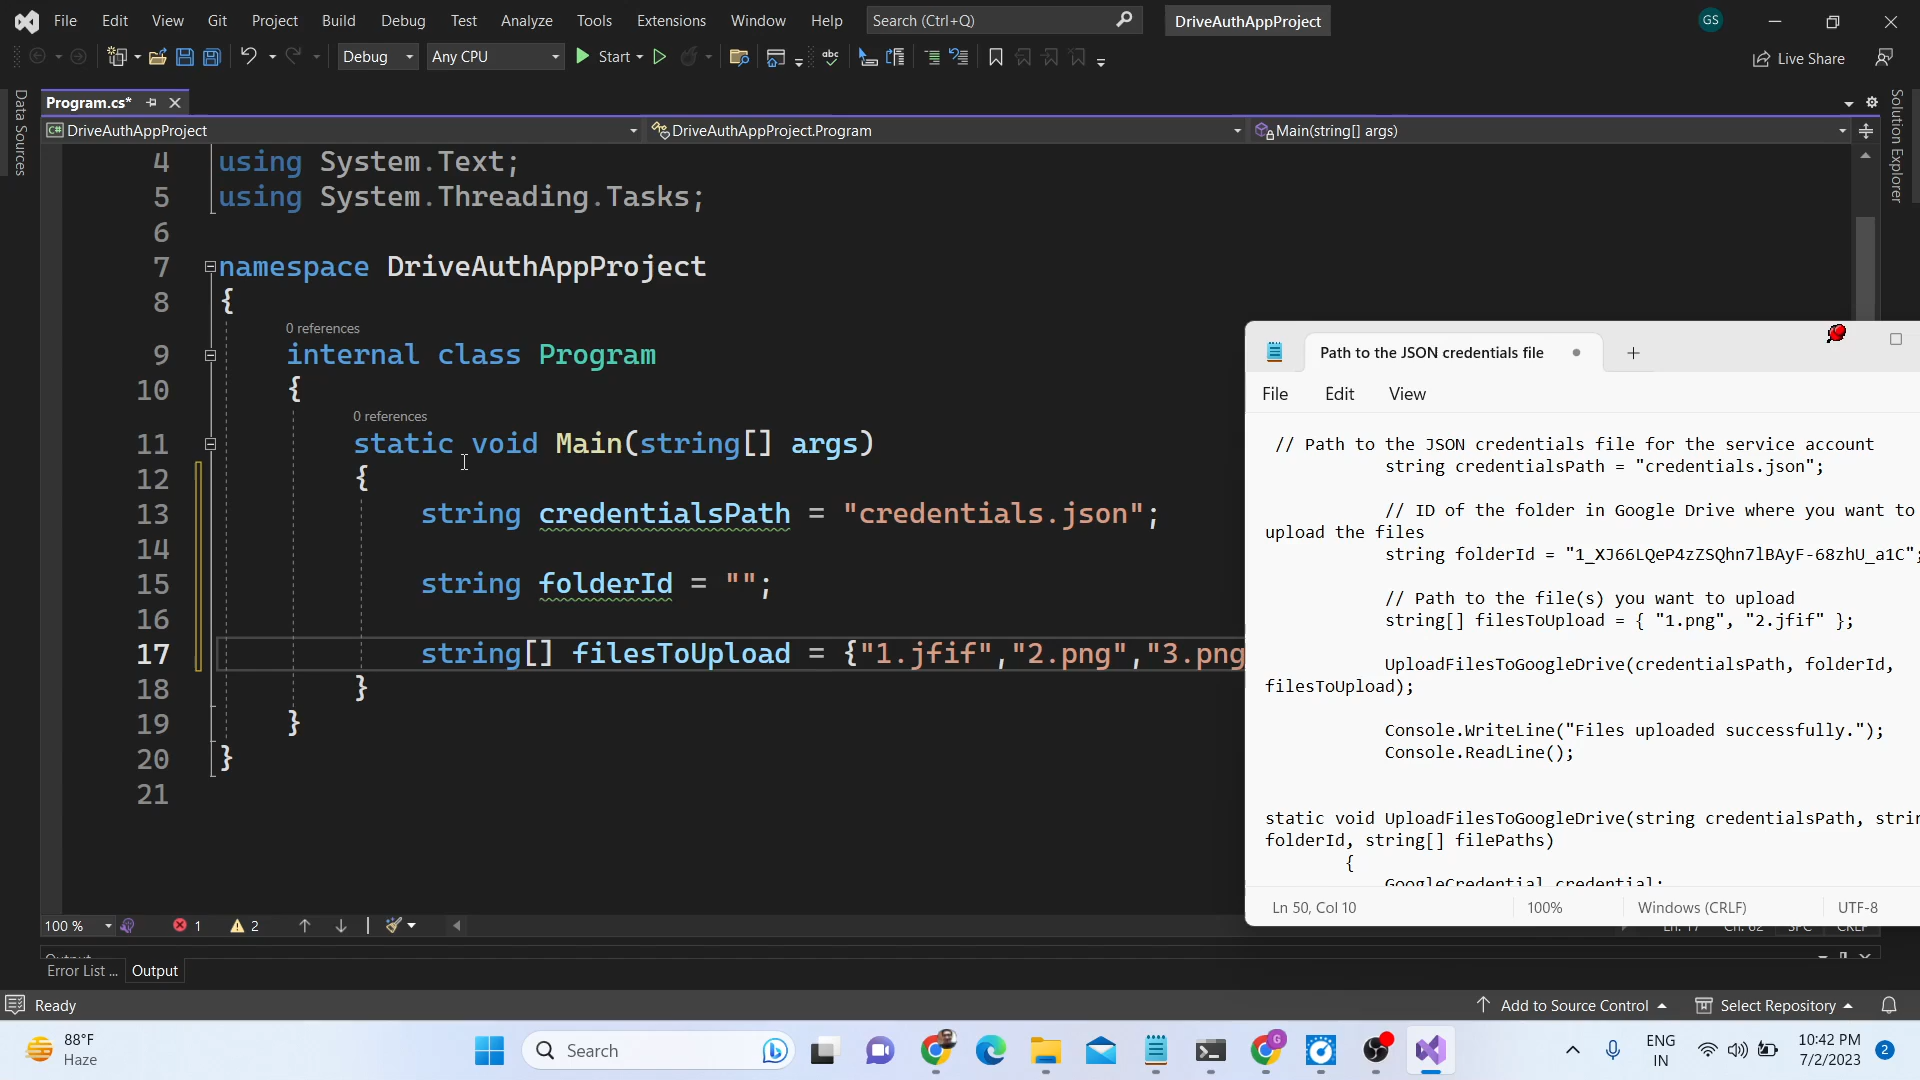 File Edit View Git Project Build Debug Test Analyze Tools Extensions Window Help Search (Ctrl+Q) DriveAuthAppProject GS
Debug Any CPU Start abc Live Share
Data Sources
Program.cs*
Solution Explorer
C# DriveAuthAppProject DriveAuthAppProject.Program Main(string[] args)
4 using System.Text;
5 using System.Threading.Tasks;
6
7 namespace DriveAuthAppProject
8 {
0 references
9 internal class Program
10 {
0 references
11 static void Main(string[] args)
12 {
13 string credentialsPath = "credentials.json";
14
15 string folderId = "";
16
17 string[] filesToUpload = {"1.jfif","2.png","3.png
18 }
19 }
20 }
21
Path to the JSON credentials file
File Edit View
// Path to the JSON credentials file for the service account
string credentialsPath = "credentials.json";
// ID of the folder in Google Drive where you want to
upload the files
string folderId = "1_XJ66LQeP4zZSQhn7lBAyF-68zhU_a1C";
// Path to the file(s) you want to upload
string[] filesToUpload = { "1.png", "2.jfif" };
UploadFilesToGoogleDrive(credentialsPath, folderId,
filesToUpload);
Console.WriteLine("Files uploaded successfully.");
Console.ReadLine();
static void UploadFilesToGoogleDrive(string credentialsPath, strin
folderId, string[] filePaths)
{
GoogleCredential credential;
Ln 50, Col 10 100% Windows (CRLF) UTF-8
100 % 1 2 Ln: 17 Ch: 62 SPC CRLF
Output
Error List ... Output
Ready Add to Source Control Select Repository
88°F
Haze
Search
ENG
IN
10:42 PM
7/2/2023
2